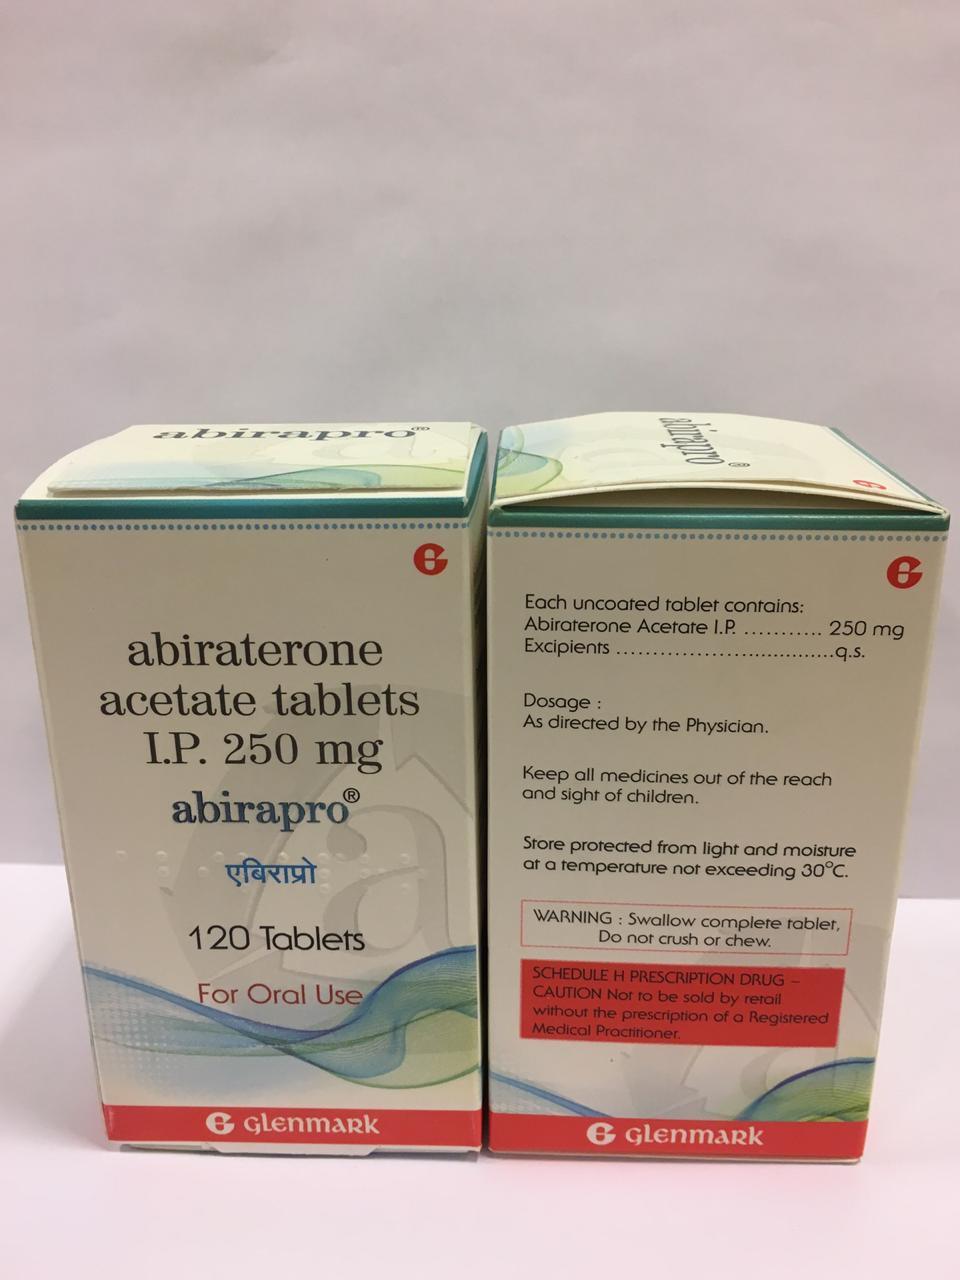 abirapro®
abiraterone
acetate tablets
I.P. 250 mg
abirapro®
एबिराप्रो
120 Tablets
For Oral Use
GLENMARK
abirapro®
Each uncoated tablet contains:
Abiraterone Acetate I.P. ........... 250 mg
Excipients ..................................q.s.
Dosage :
As directed by the Physician.
Keep all medicines out of the reach
and sight of children.
Store protected from light and moisture
at a temperature not exceeding 30°C.
WARNING : Swallow complete tablet,
Do not crush or chew.
SCHEDULE H PRESCRIPTION DRUG –
CAUTION Not to be sold by retail
without the prescription of a Registered
Medical Practitioner.
GLENMARK